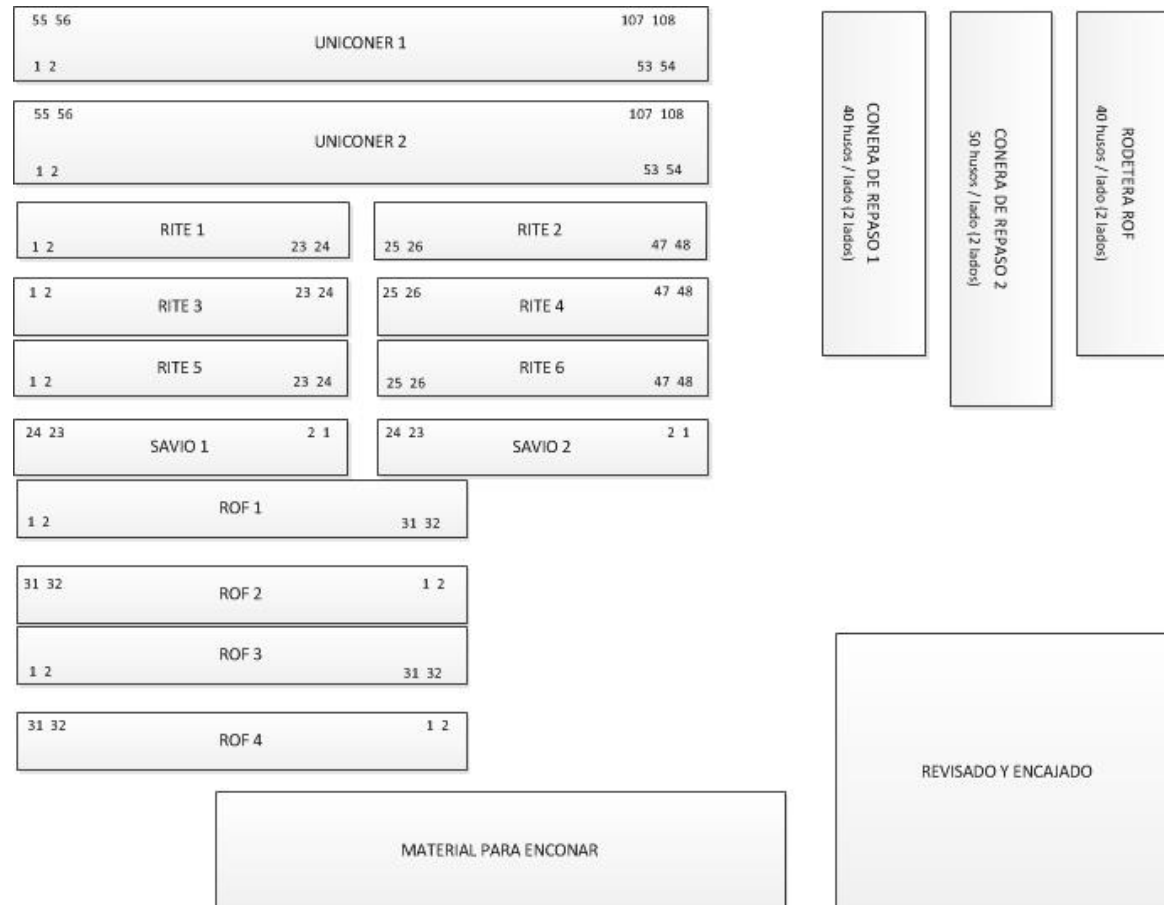 55 56 107 108
UNICONER 1
1 2 53 54
55 56 107 108
UNICONER 2
1 2 53 54
RITE 1
1 2 23 24
RITE 2
25 26 47 48
1 2 23 24
RITE 3
25 26 47 48
RITE 4
RITE 5
1 2 23 24
RITE 6
25 26 47 48
24 23 2 1
SAVIO 1
24 23 2 1
SAVIO 2
ROF 1
1 2 31 32
31 32 1 2
ROF 2
ROF 3
1 2 31 32
31 32 1 2
ROF 4
MATERIAL PARA ENCONAR
CONERA DE REPASO 1
40 husos / lado (2 lados)
CONERA DE REPASO 2
50 husos / lado (2 lados)
RODETERA ROF
40 husos / lado (2 lados)
REVISADO Y ENCAJADO